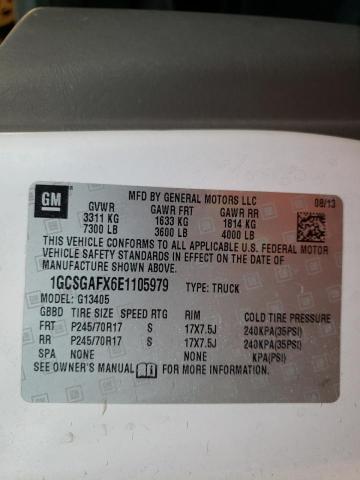 GM
MFD BY GENERAL MOTORS LLC
08/13
GVWR GAWR FRT GAWR RR
3311 KG 1633 KG 1814 KG
7300 LB 3600 LB 4000 LB
THIS VEHICLE CONFORMS TO ALL APPLICABLE U.S. FEDERAL MOTOR
VEHICLE SAFETY STANDARDS IN EFFECT ON THE DATE OF
MANUFACTURE SHOWN ABOVE.
1GCSGAFX6E1105979 TYPE: TRUCK
MODEL: G13405
GBBD TIRE SIZE SPEED RTG RIM COLD TIRE PRESSURE
FRT P245/70R17 S 17X7.5J 240KPA(35PSI)
RR P245/70R17 S 17X7.5J 240KPA(35PSI)
SPA NONE NONE KPA(PSI)
SEE OWNER'S MANUAL FOR MORE INFORMATION.